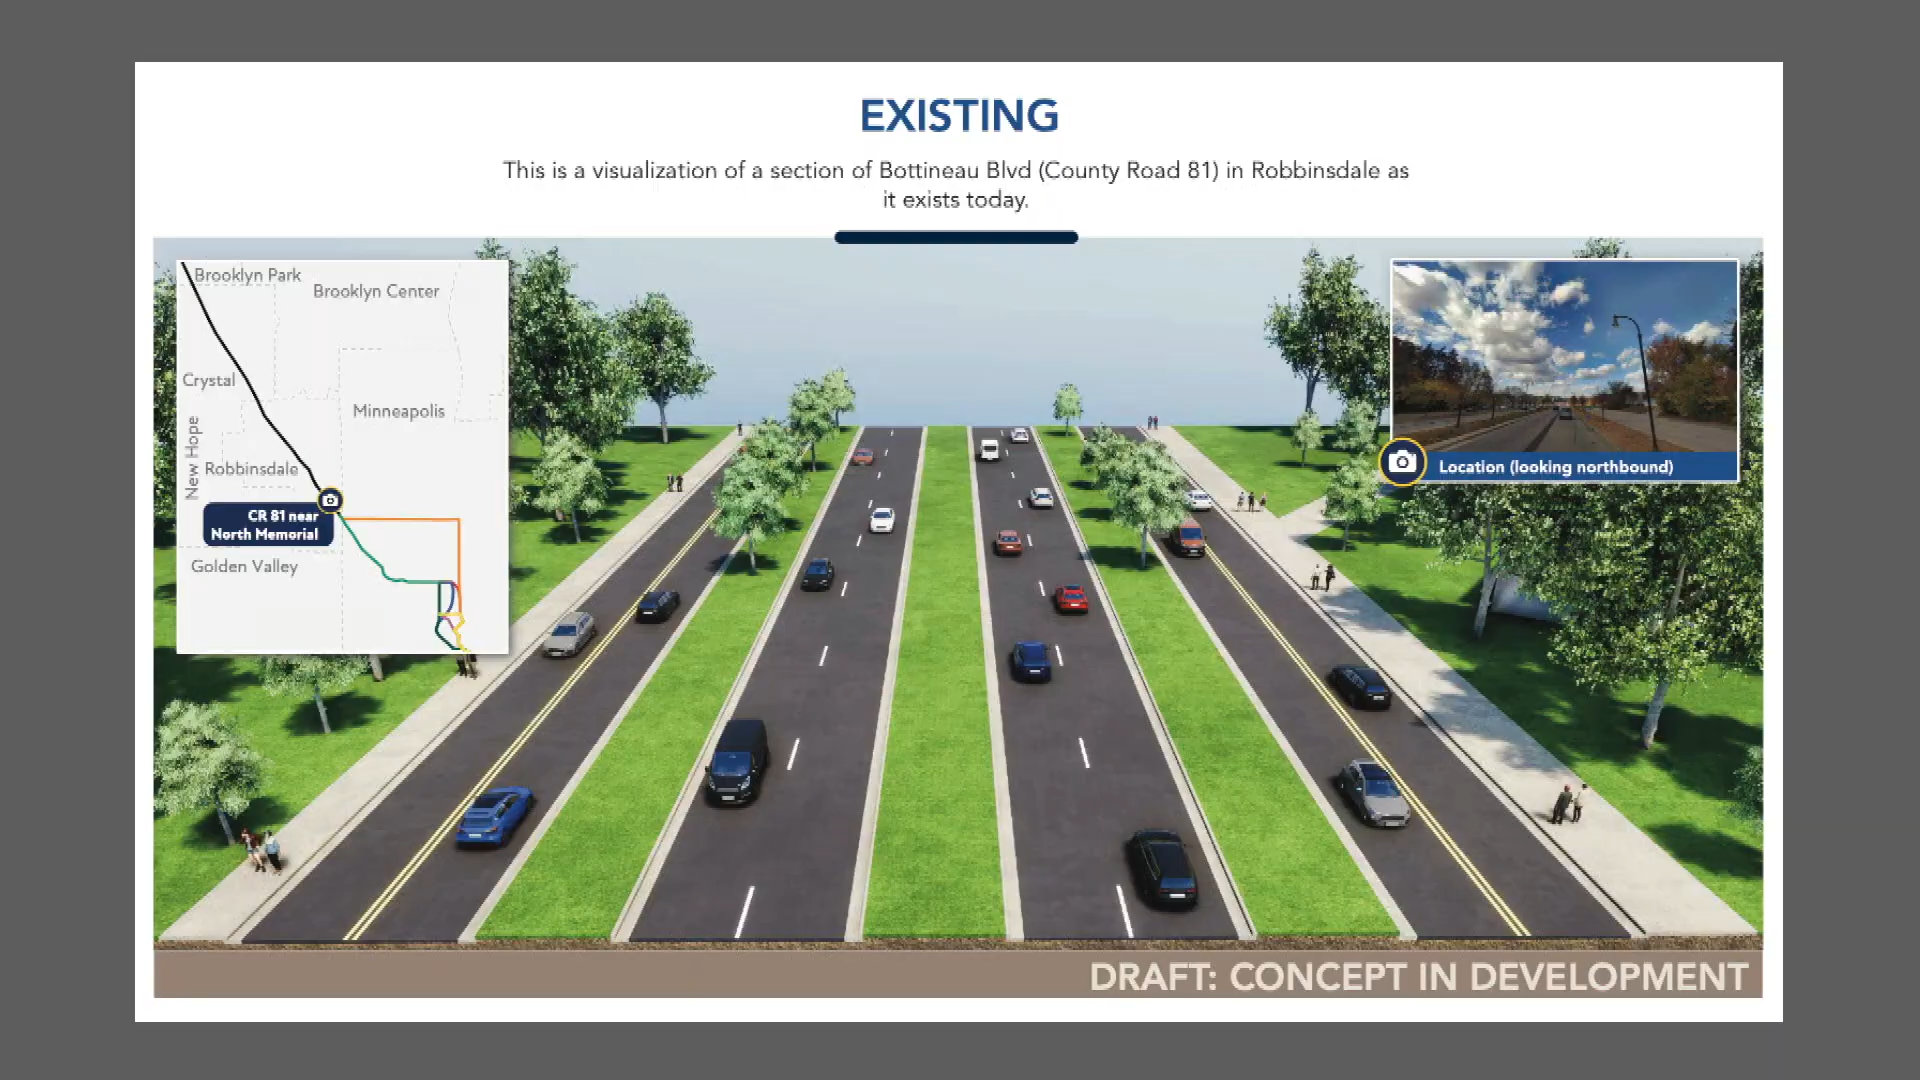 EXISTING
This is a visualization of a section of Bottineau Blvd (County Road 81) in Robbinsdale as
it exists today.
Brooklyn Park
Brooklyn Center
Crystal
Minneapolis
New Hope
Robbinsdale
CR 81 near
North Memorial
Golden Valley
Location (looking northbound)
DRAFT: CONCEPT IN DEVELOPMENT